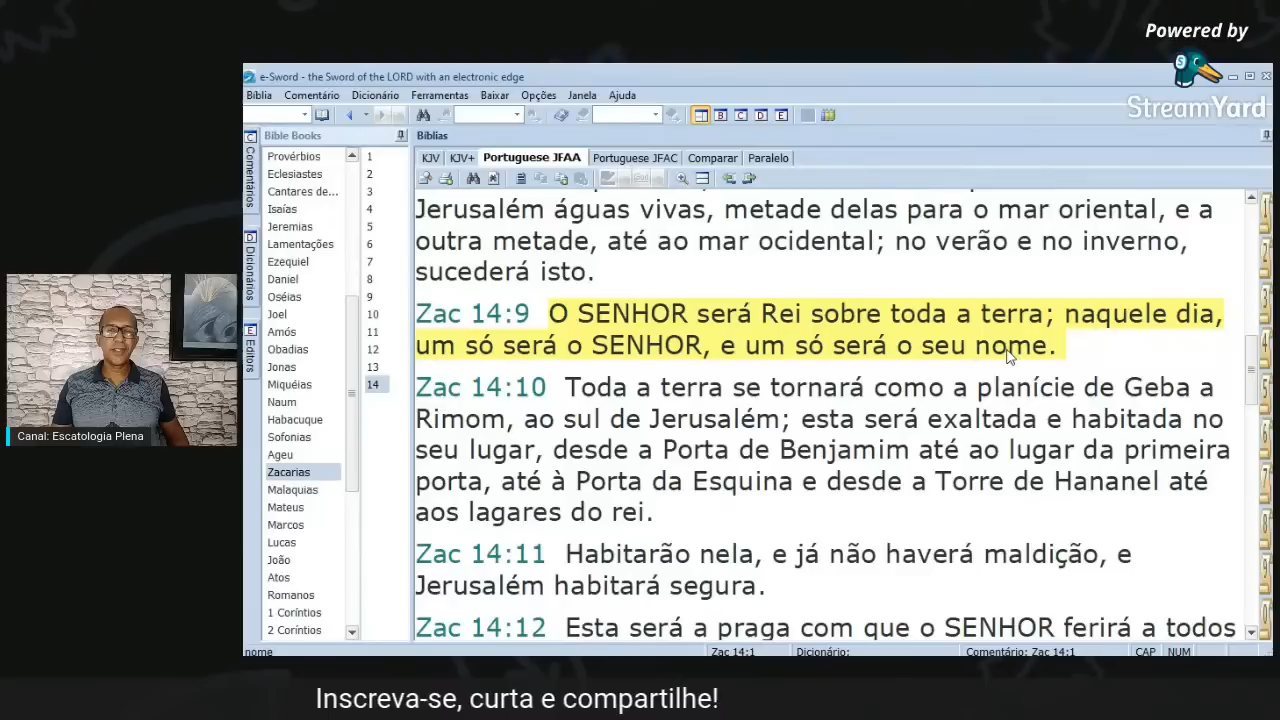 Powered by
StreamYard
e-Sword - the Sword of the LORD with an electronic edge
Bíblia Comentário Dicionário Ferramentas Baixar Opções Janela Ajuda
B C D E
Bible Books
Bíblias
KJV KJV+ Portuguese JFAA Portuguese JFAC Comparar Paralelo
Comentários
Dicionários
Editors
Provérbios 1
Eclesiastes 2
Cantares de... 3
Isaías 4
Jeremias 5
Lamentações 6
Ezequiel 7
Daniel 8
Oséias 9
Joel 10
Amós 11
Obadias 12
Jonas 13
Miquéias 14
Naum
Habacuque
Sofonias
Ageu
Zacarias
Malaquias
Mateus
Marcos
Lucas
João
Atos
Romanos
1 Coríntios
2 Coríntios
Jerusalém águas vivas, metade delas para o mar oriental, e a
outra metade, até ao mar ocidental; no verão e no inverno,
sucederá isto.
Zac 14:9 O SENHOR será Rei sobre toda a terra; naquele dia,
um só será o SENHOR, e um só será o seu nome.
Zac 14:10 Toda a terra se tornará como a planície de Geba a
Rimom, ao sul de Jerusalém; esta será exaltada e habitada no
seu lugar, desde a Porta de Benjamim até ao lugar da primeira
porta, até à Porta da Esquina e desde a Torre de Hananel até
aos lagares do rei.
Zac 14:11 Habitarão nela, e já não haverá maldição, e
Jerusalém habitará segura.
Zac 14:12 Esta será a praga com que o SENHOR ferirá a todos
nome Zac 14:1 Dicionário: Comentário: Zac 14:1 CAP NUM
Canal: Escatologia Plena
Inscreva-se, curta e compartilhe!